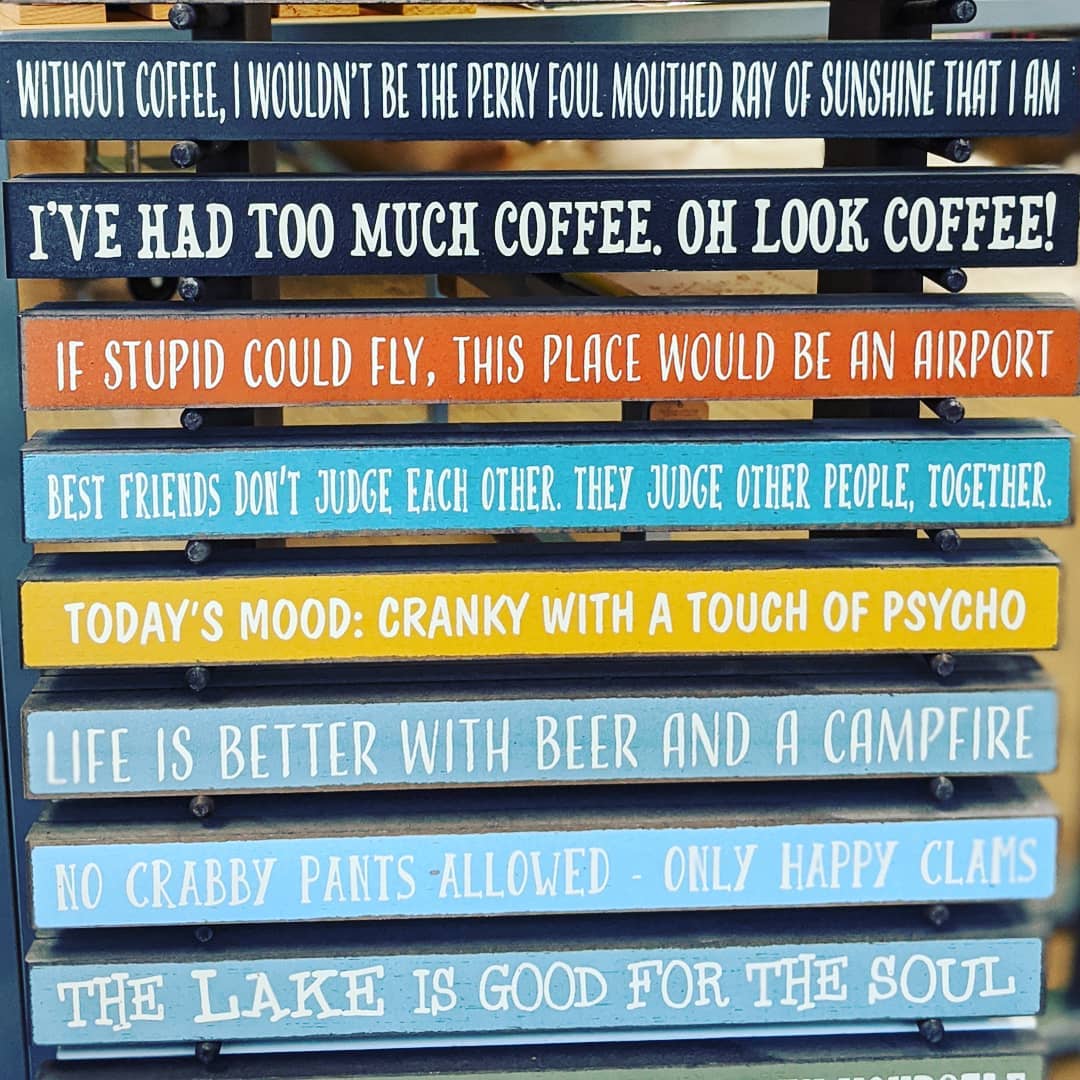 WITHOUT COFFEE, I WOULDN'T BE THE PERKY FOUL MOUTHED RAY OF SUNSHINE THAT I AM
I'VE HAD TOO MUCH COFFEE. OH LOOK COFFEE!
IF STUPID COULD FLY, THIS PLACE WOULD BE AN AIRPORT
BEST FRIENDS DON'T JUDGE EACH OTHER. THEY JUDGE OTHER PEOPLE, TOGETHER.
TODAY'S MOOD: CRANKY WITH A TOUCH OF PSYCHO
LIFE IS BETTER WITH BEER AND A CAMPFIRE
NO CRABBY PANTS ALLOWED - ONLY HAPPY CLAMS
THE LAKE IS GOOD FOR THE SOUL